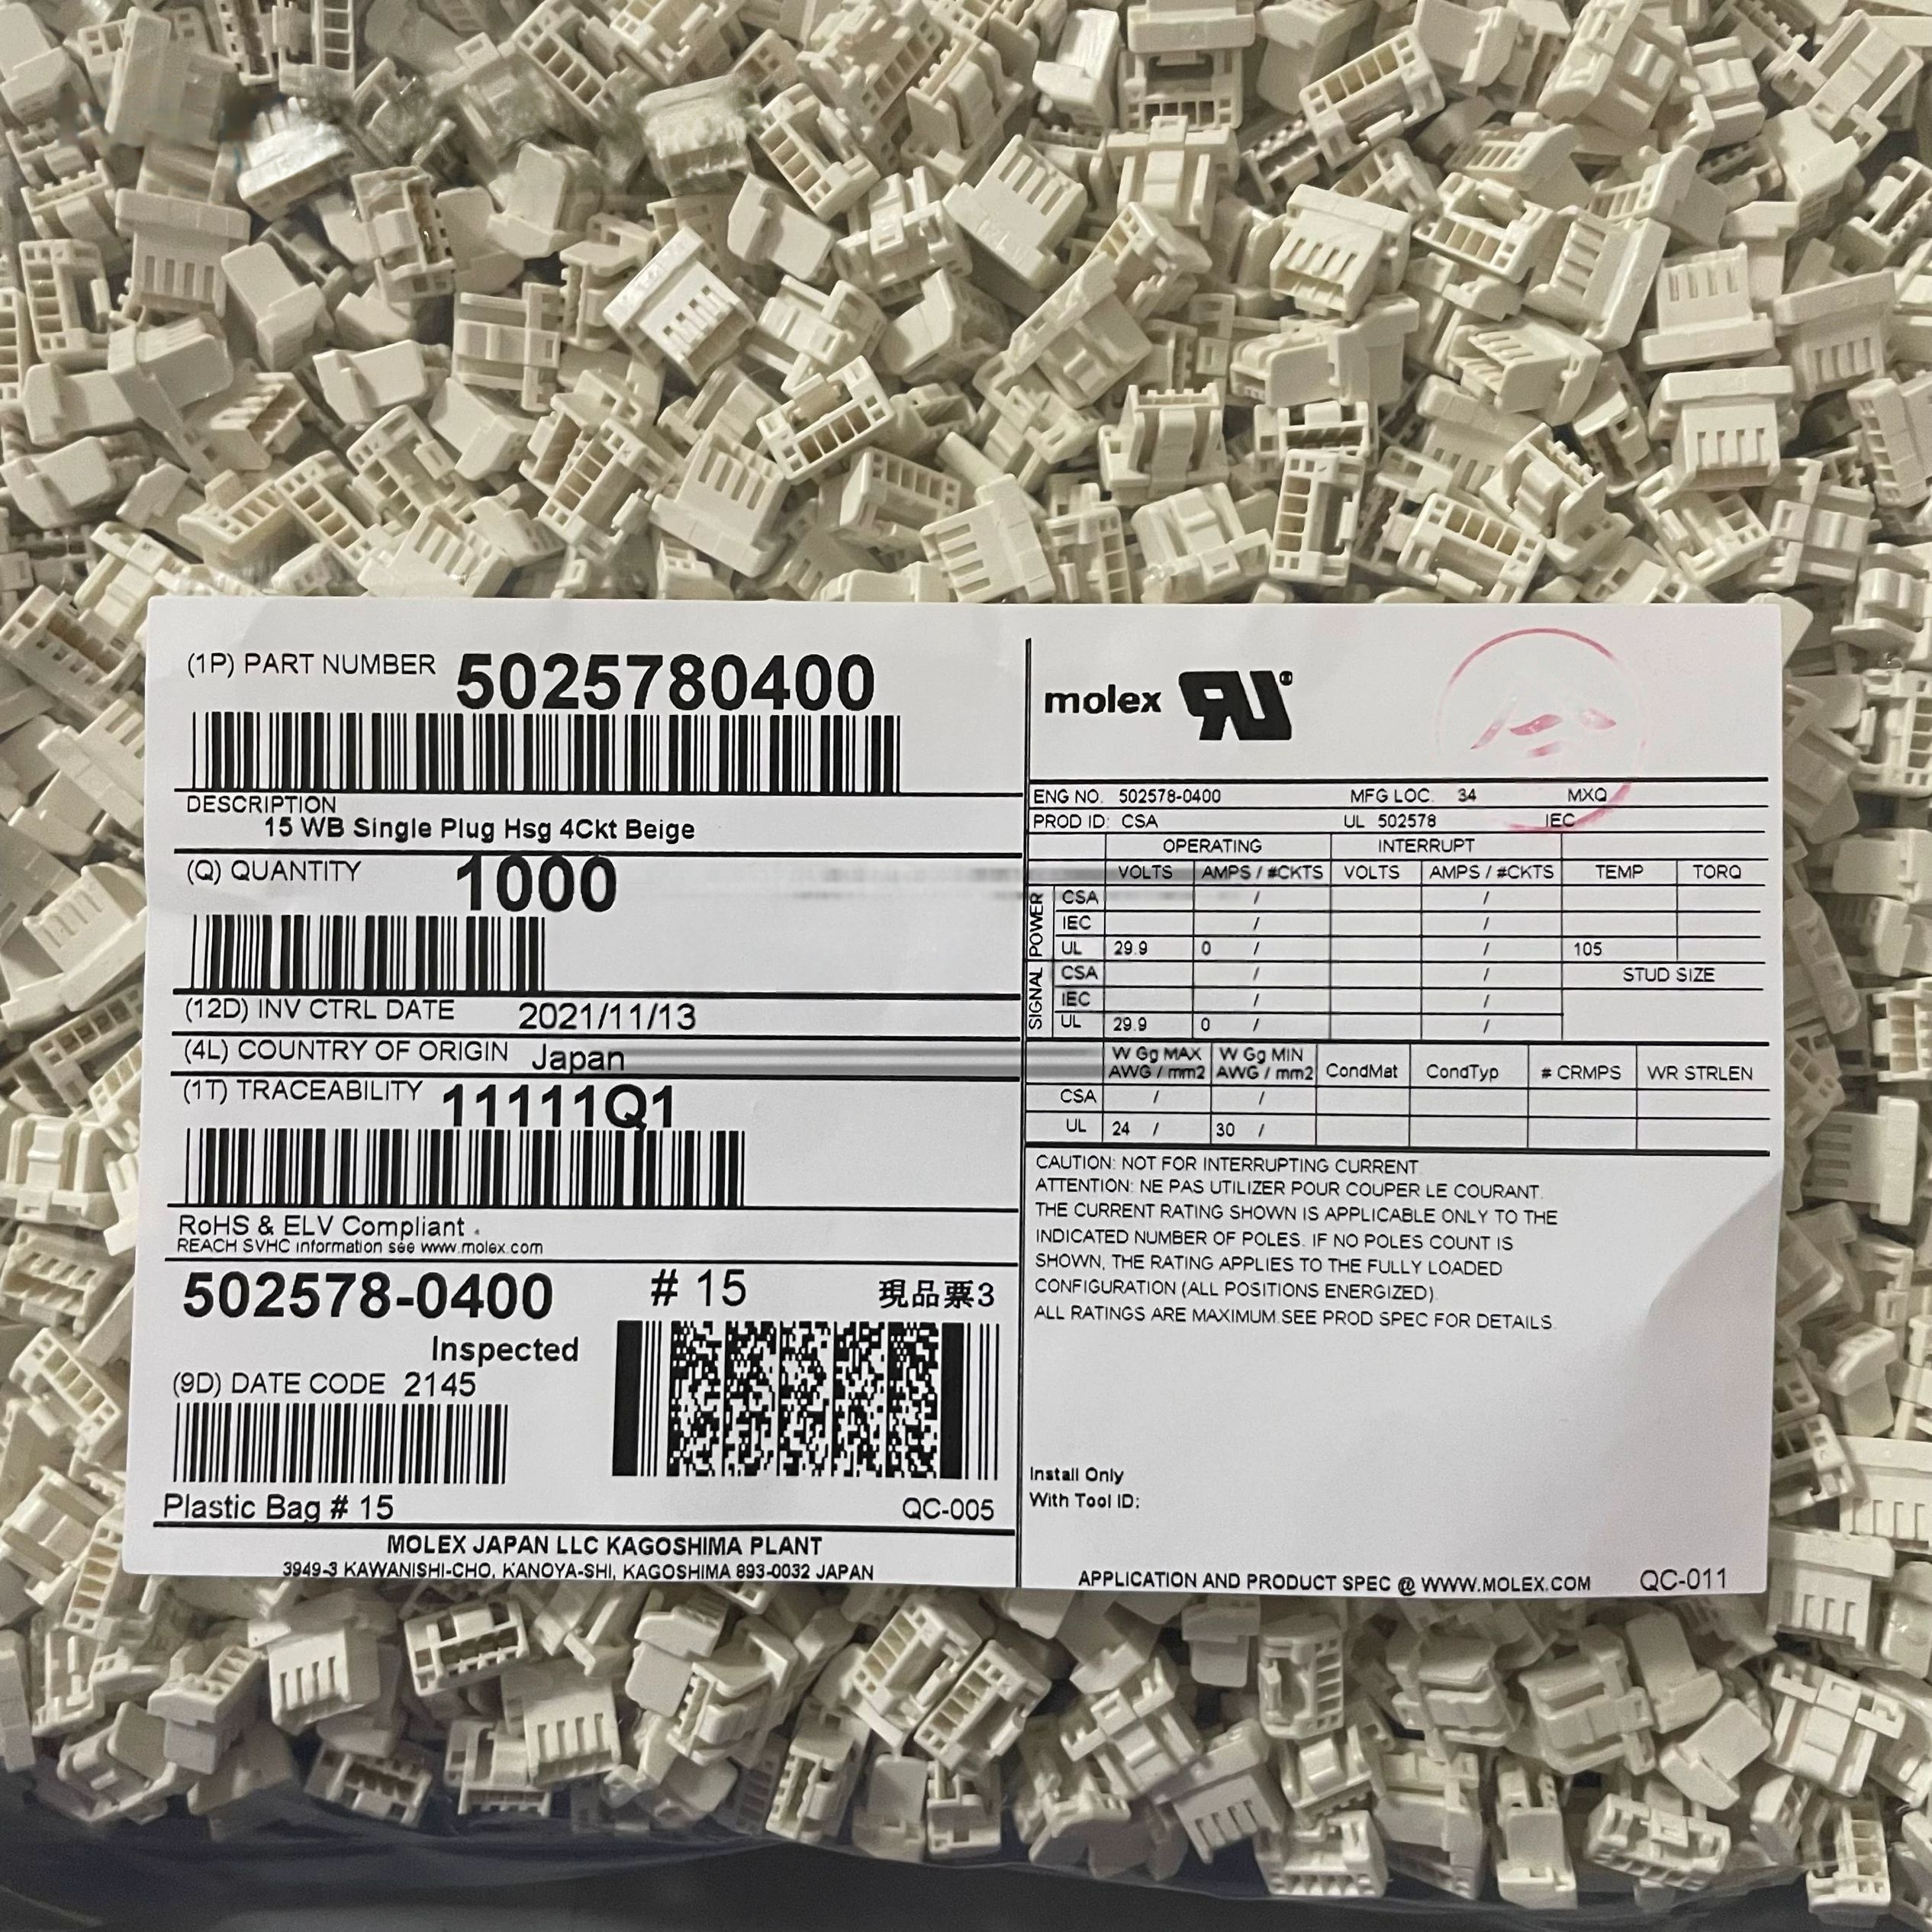 (1P) PART NUMBER 5025780400
DESCRIPTION
15 WB Single Plug Hsg 4Ckt Beige
(Q) QUANTITY 1000
(12D) INV CTRL DATE 2021/11/13
(4L) COUNTRY OF ORIGIN Japan
(1T) TRACEABILITY 11111Q1
RoHS & ELV Compliant .
REACH SVHC information see www.molex.com
502578-0400 # 15 現品票3
Inspected
(9D) DATE CODE 2145
Plastic Bag # 15 QC-005
MOLEX JAPAN LLC KAGOSHIMA PLANT
3949-3 KAWANISHI-CHO, KANOYA-SHI, KAGOSHIMA 893-0032 JAPAN
molex RU®
ENG NO. 502578-0400 MFG LOC. 34 MXQ
PROD ID: CSA UL 502578 IEC
OPERATING INTERRUPT
VOLTS AMPS / #CKTS VOLTS AMPS / #CKTS TEMP TORQ
POWER
CSA / /
IEC / /
UL 29.9 0 / / 105
SIGNAL
CSA / / STUD SIZE
IEC / /
UL 29.9 0 / /
W Gg MAX W Gg MIN
AWG / mm2 AWG / mm2 CondMat CondTyp # CRMPS WR STRLEN
CSA / /
UL 24 / 30 /
CAUTION: NOT FOR INTERRUPTING CURRENT.
ATTENTION: NE PAS UTILIZER POUR COUPER LE COURANT.
THE CURRENT RATING SHOWN IS APPLICABLE ONLY TO THE
INDICATED NUMBER OF POLES. IF NO POLES COUNT IS
SHOWN, THE RATING APPLIES TO THE FULLY LOADED
CONFIGURATION (ALL POSITIONS ENERGIZED).
ALL RATINGS ARE MAXIMUM.SEE PROD SPEC FOR DETAILS.
Install Only
With Tool ID:
APPLICATION AND PRODUCT SPEC @ WWW.MOLEX.COM QC-011